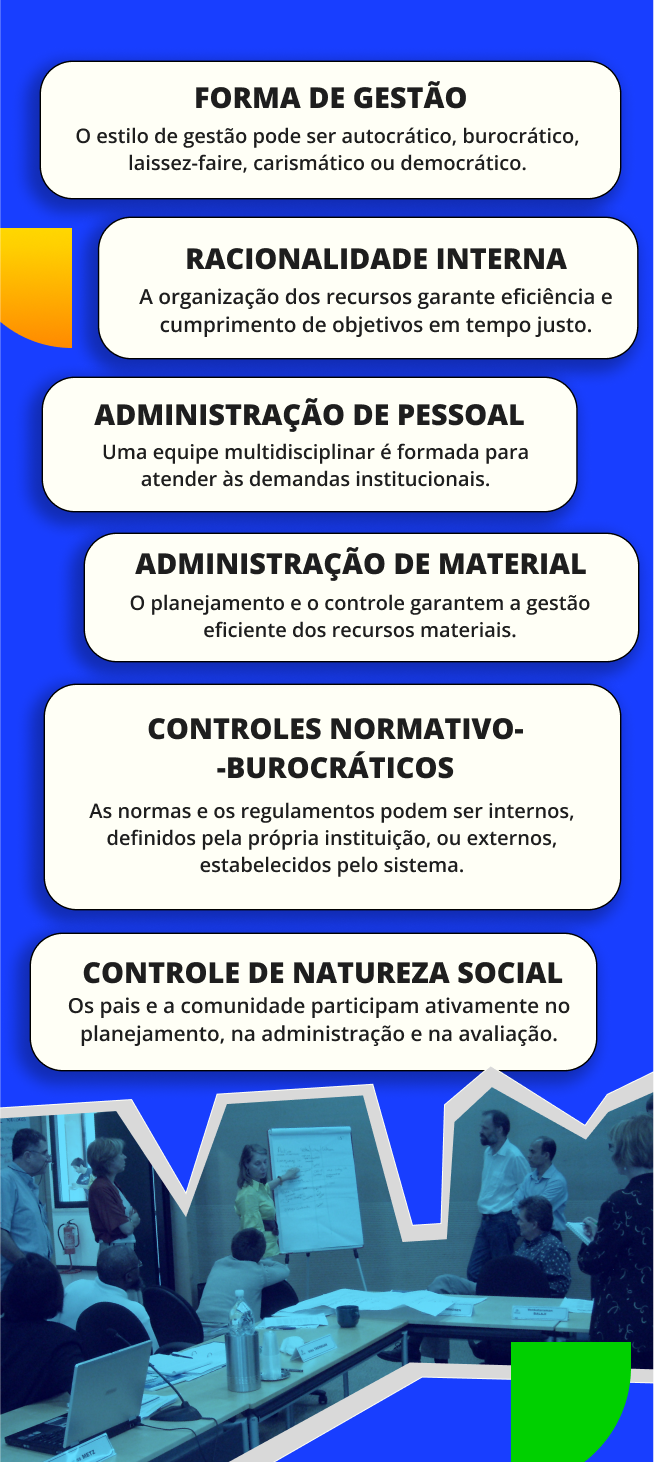 FORMA DE GESTÃO
O estilo de gestão pode ser autocrático, burocrático,
laissez-faire, carismático ou democrático.
RACIONALIDADE INTERNA
A organização dos recursos garante eficiência e
cumprimento de objetivos em tempo justo.
ADMINISTRAÇÃO DE PESSOAL
Uma equipe multidisciplinar é formada para
atender às demandas institucionais.
ADMINISTRAÇÃO DE MATERIAL
O planejamento e o controle garantem a gestão
eficiente dos recursos materiais.
CONTROLES NORMATIVO-
-BUROCRÁTICOS
As normas e os regulamentos podem ser internos,
definidos pela própria instituição, ou externos,
estabelecidos pelo sistema.
CONTROLE DE NATUREZA SOCIAL
Os pais e a comunidade participam ativamente no
planejamento, na administração e na avaliação.
METZ